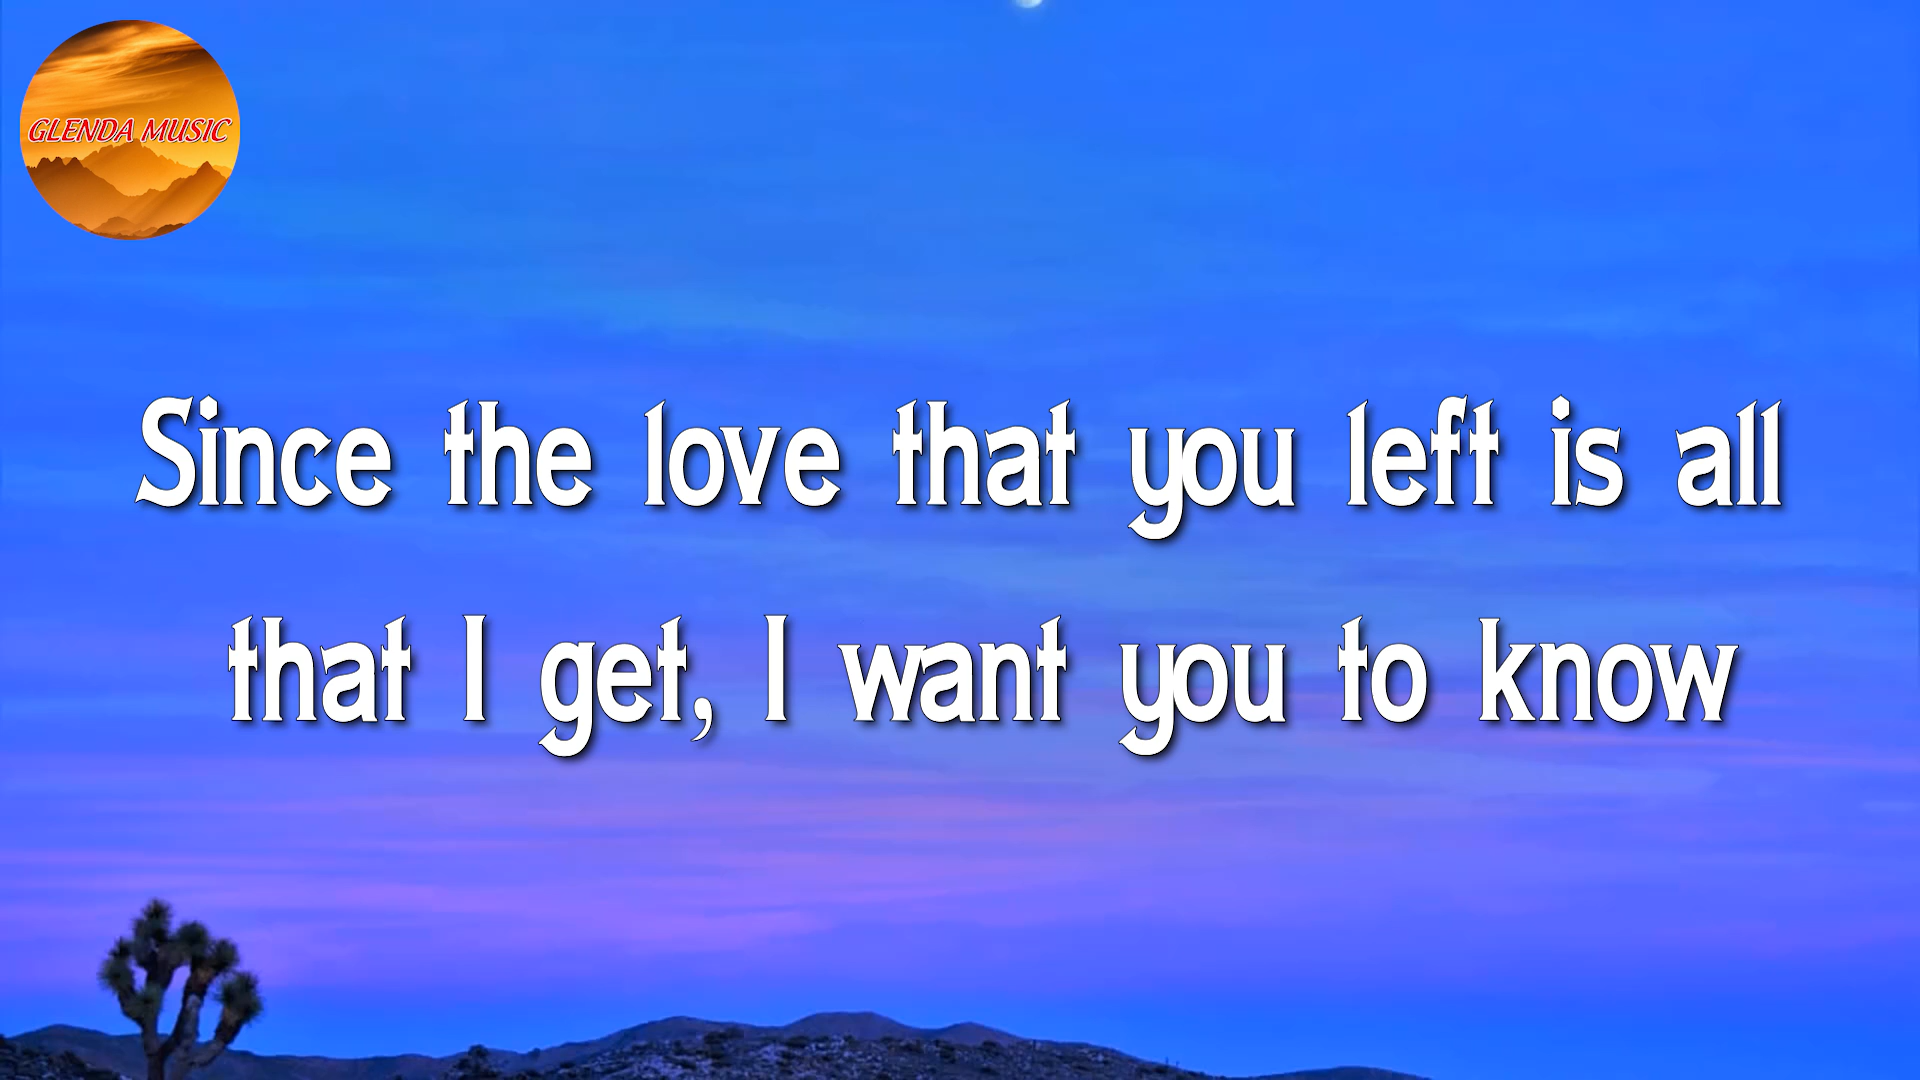 GLENDA MUSIC
Since the love that you left is all
that I get, I want you to know